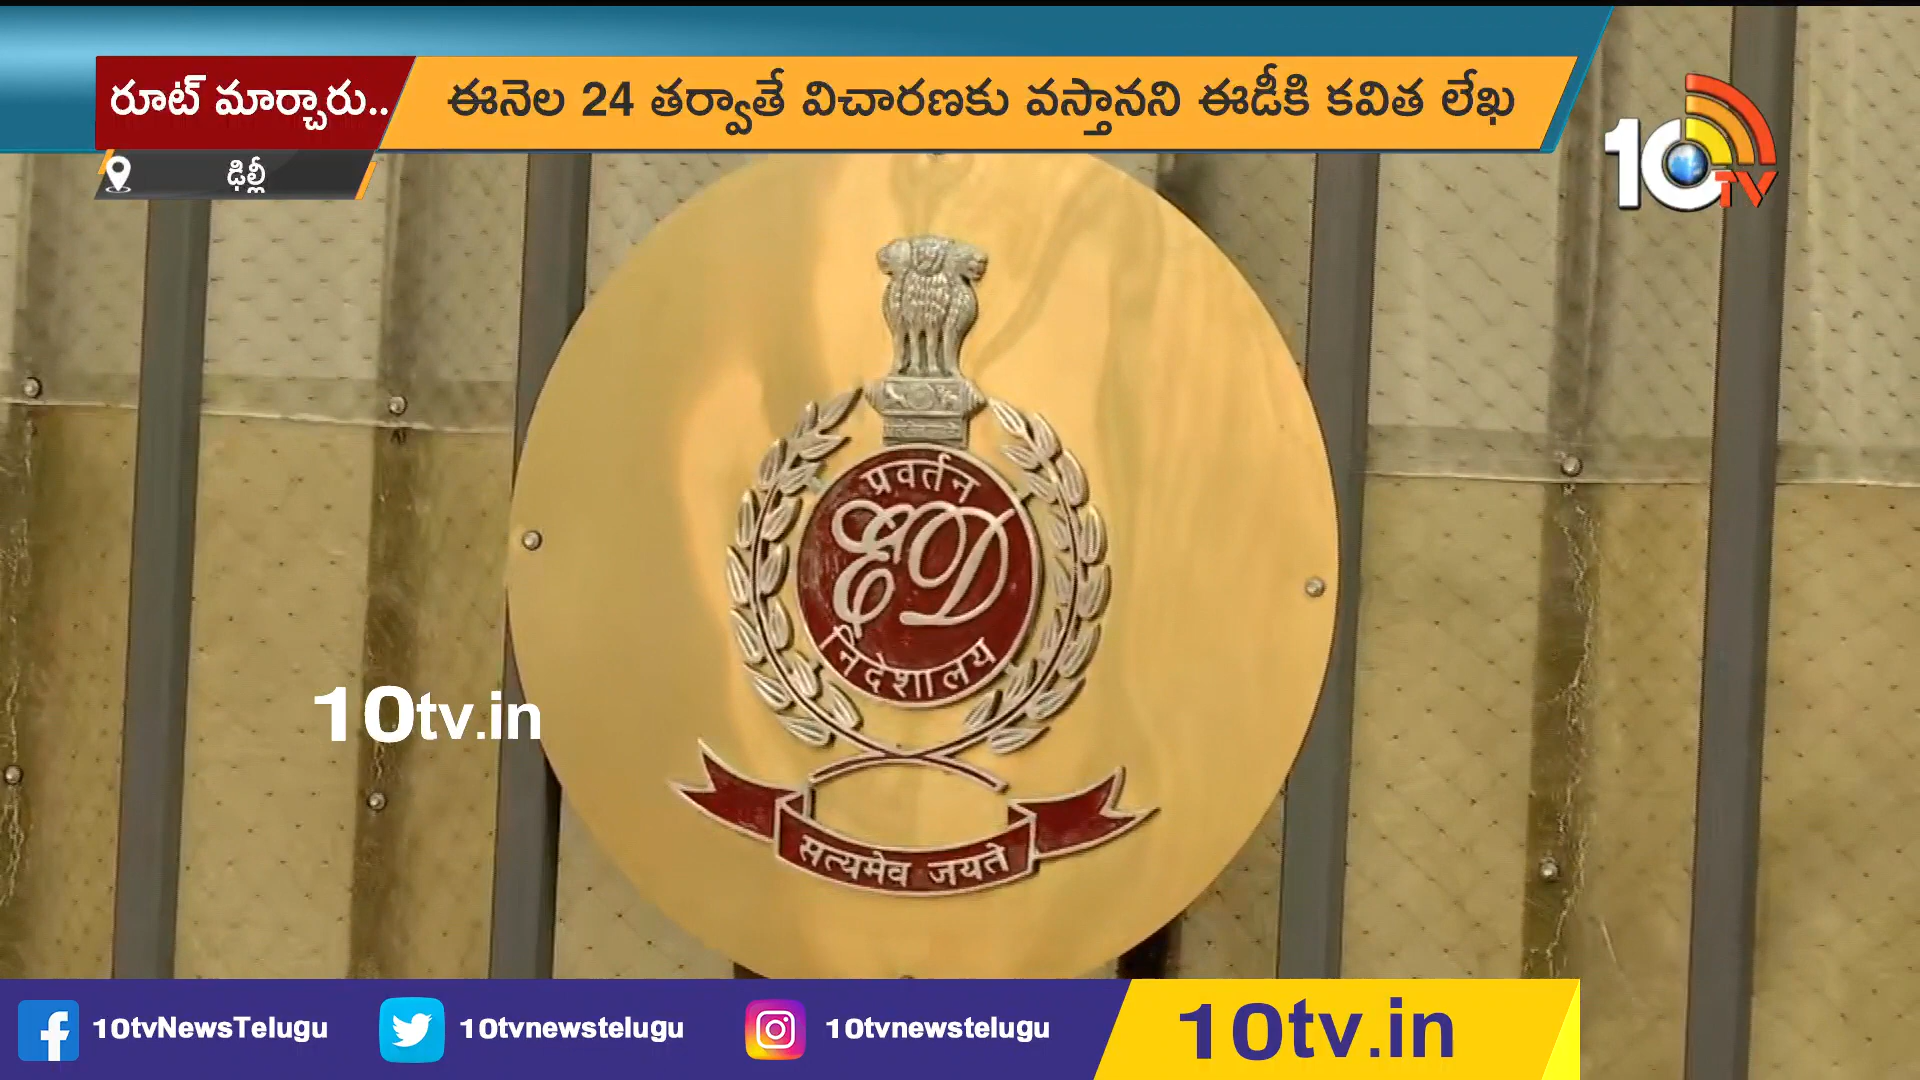 రూట్ మార్చారు..
ఈనెల 24 తర్వాతే విచారణకు వస్తానని ఈడీకి కవిత లేఖ
ఢిల్లీ
10TV
प्रवर्तन
ED
निदेशालय
सत्यमेव जयते
10tv.in
10tvNewsTelugu
10tvnewstelugu
10tvnewstelugu
10tv.in